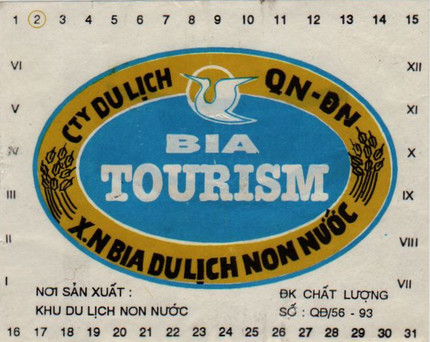 1 2 3 4 5 6 7 8 9 10 11 12 13 14 15
VI XII
V XI
IV X
III IX
II VIII
I VII
CTY DU LỊCH QN-ĐN
BIA
TOURISM
X.N BIA DU LỊCH NON NƯỚC
NƠI SẢN XUẤT :
KHU DU LỊCH NON NƯỚC
ĐK CHẤT LƯỢNG
SỐ : QĐ/56 - 93
16 17 18 19 20 21 22 23 24 25 26 27 28 29 30 31